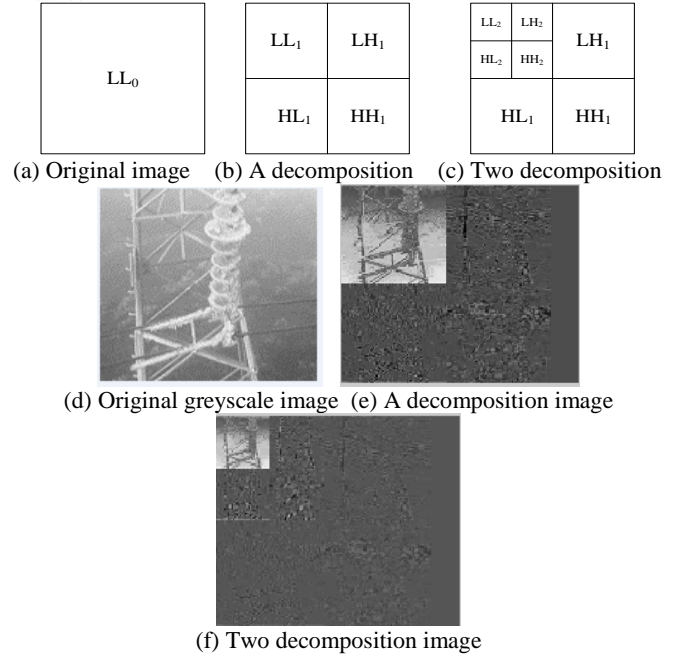 LL₀
LL₁ LH₁
HL₁ HH₁
LL₂ LH₂ LH₁
HL₂ HH₂
HL₁ HH₁
(a) Original image (b) A decomposition (c) Two decomposition
(d) Original greyscale image (e) A decomposition image
(f) Two decomposition image